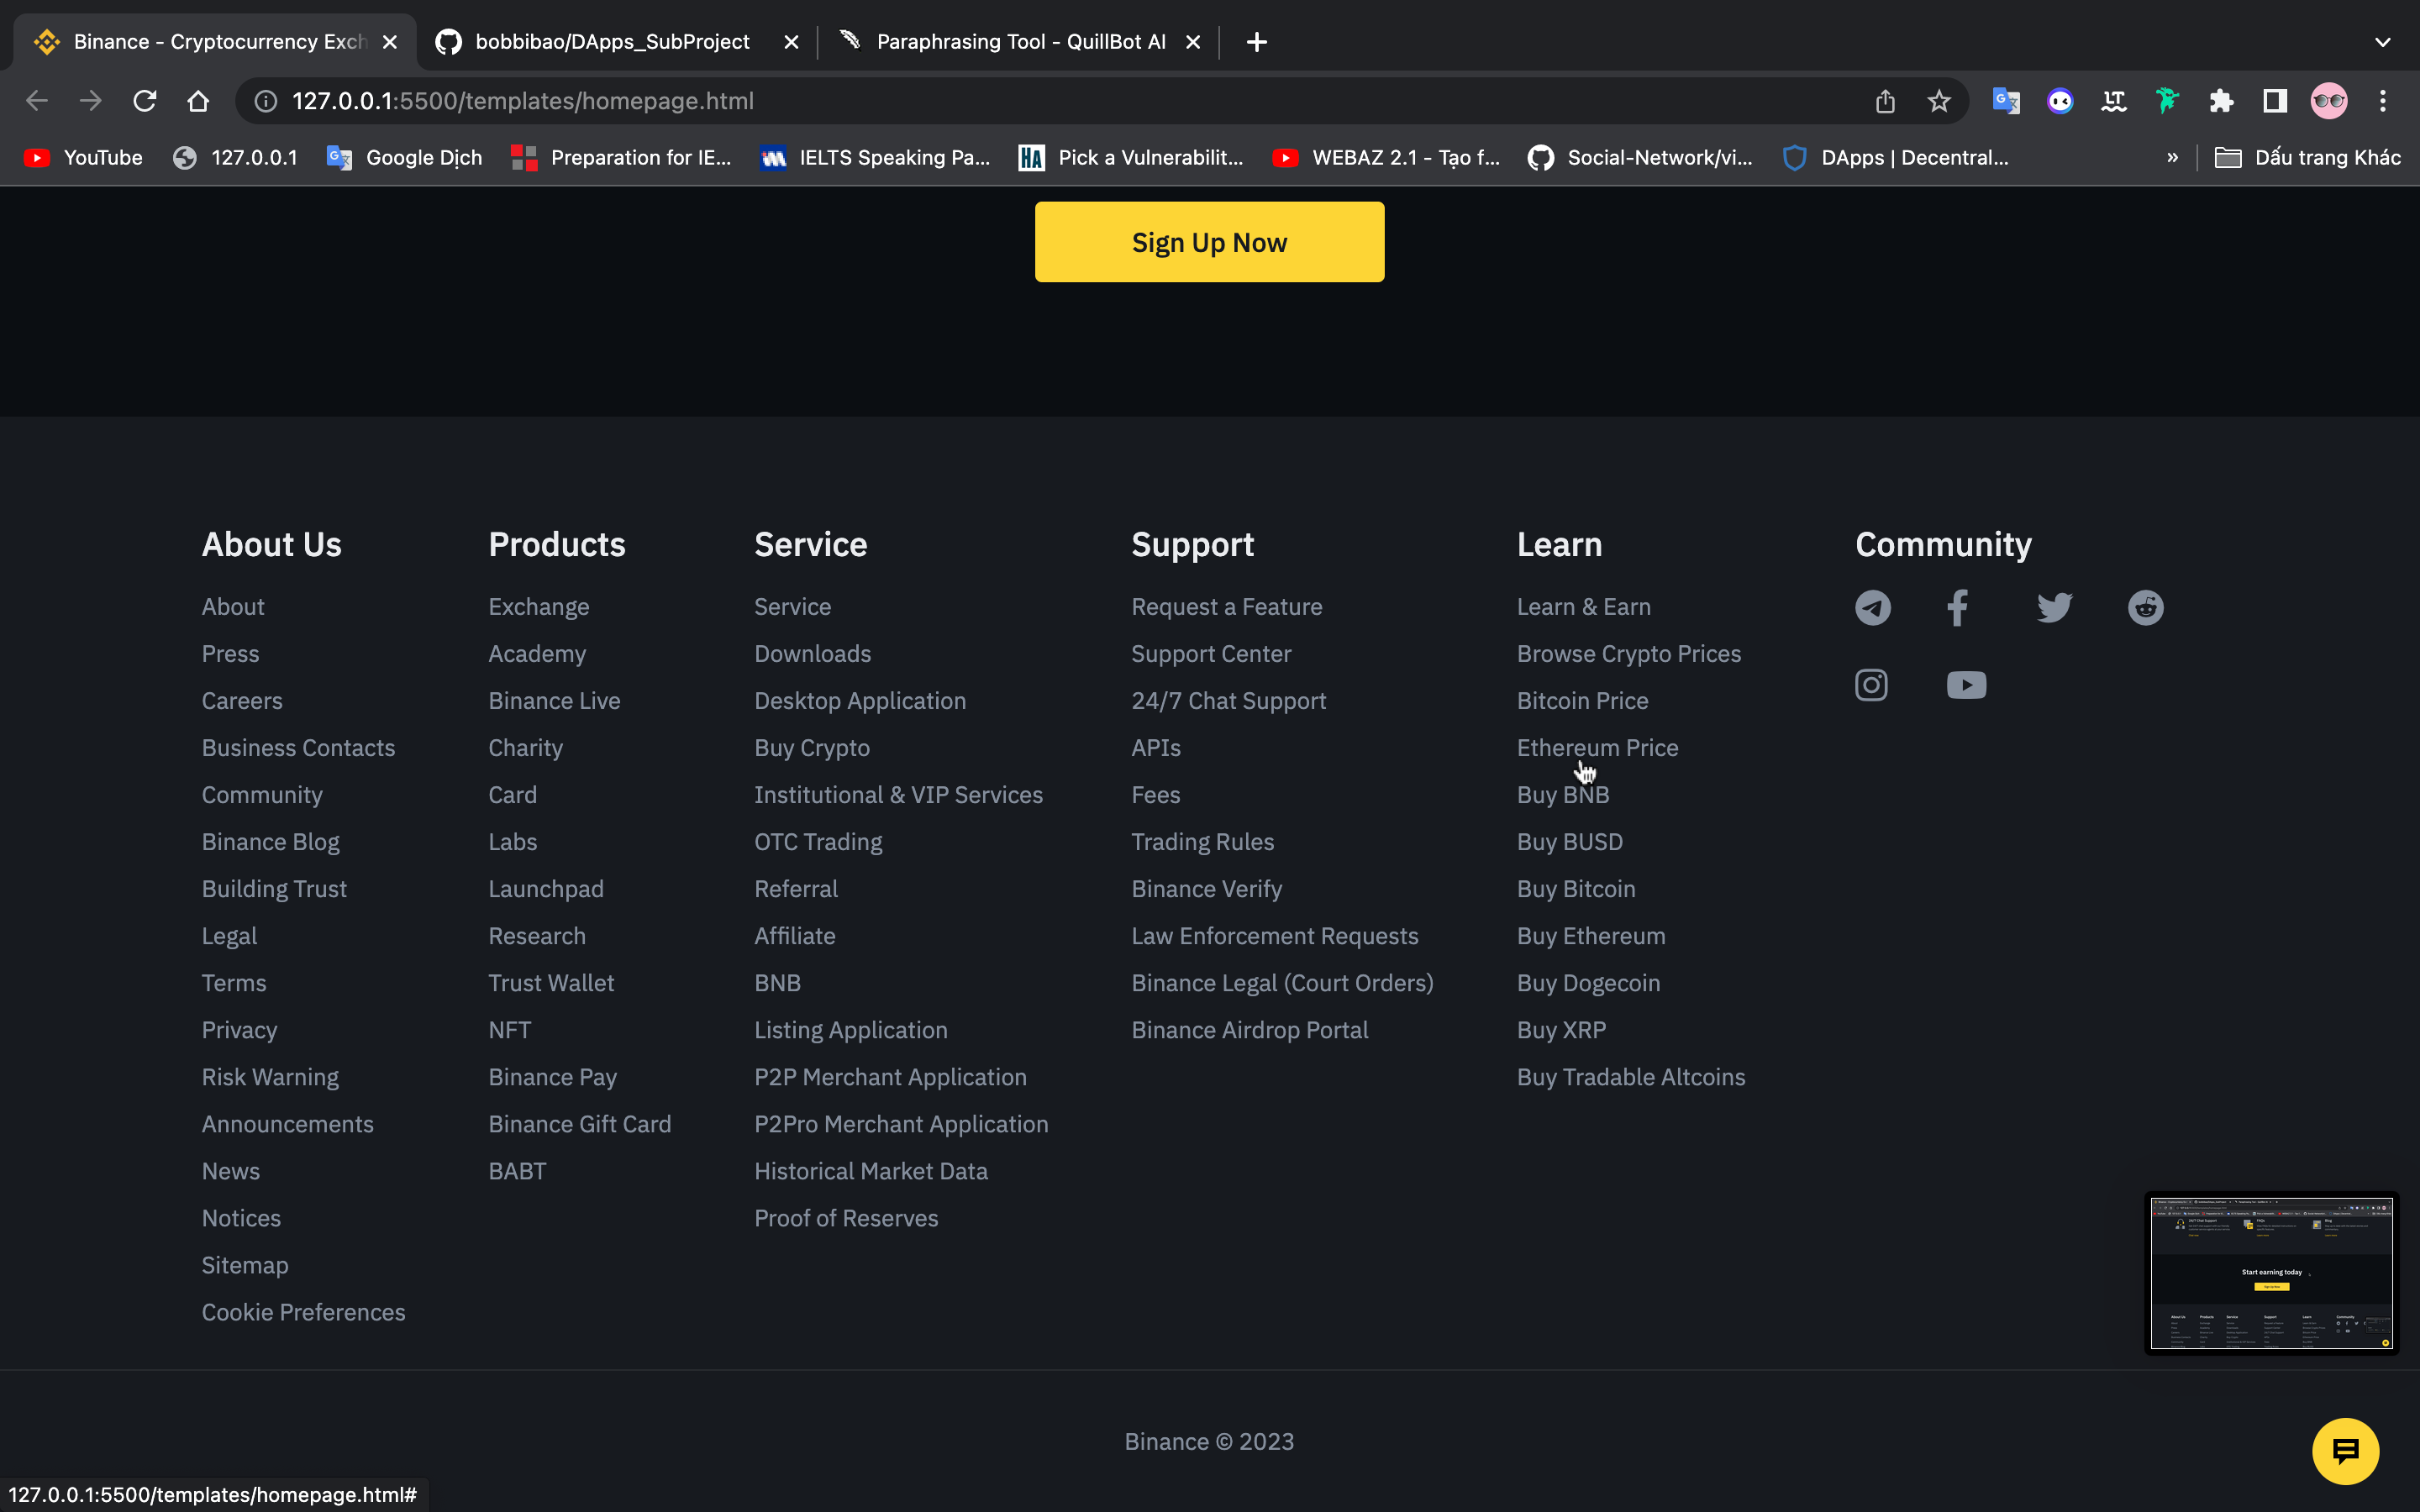 Binance - Cryptocurrency Exch
bobbibao/DApps_SubProject
Paraphrasing Tool - QuillBot AI
127.0.0.1:5500/templates/homepage.html
YouTube
127.0.0.1
Google Dịch
Preparation for IE...
IELTS Speaking Pa...
HA
Pick a Vulnerabilit...
WEBAZ 2.1 - Tạo f...
Social-Network/vi...
DApps | Decentral...
»
Dấu trang Khác
Sign Up Now
About Us
About
Press
Careers
Business Contacts
Community
Binance Blog
Building Trust
Legal
Terms
Privacy
Risk Warning
Announcements
News
Notices
Sitemap
Cookie Preferences
Products
Exchange
Academy
Binance Live
Charity
Card
Labs
Launchpad
Research
Trust Wallet
NFT
Binance Pay
Binance Gift Card
BABT
Service
Service
Downloads
Desktop Application
Buy Crypto
Institutional & VIP Services
OTC Trading
Referral
Affiliate
BNB
Listing Application
P2P Merchant Application
P2Pro Merchant Application
Historical Market Data
Proof of Reserves
Support
Request a Feature
Support Center
24/7 Chat Support
APIs
Fees
Trading Rules
Binance Verify
Law Enforcement Requests
Binance Legal (Court Orders)
Binance Airdrop Portal
Learn
Learn & Earn
Browse Crypto Prices
Bitcoin Price
Ethereum Price
Buy BNB
Buy BUSD
Buy Bitcoin
Buy Ethereum
Buy Dogecoin
Buy XRP
Buy Tradable Altcoins
Community
Start earning today
Binance © 2023
127.0.0.1:5500/templates/homepage.html#